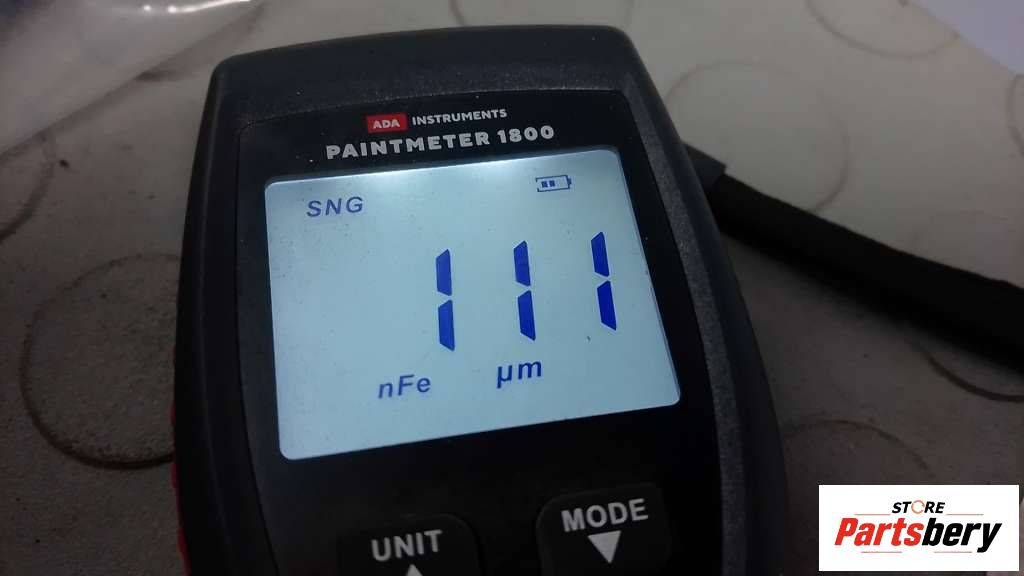 ADA INSTRUMENTS
PAINTMETER 1800
SNG
111
nFe µm
UNIT MODE
STORE
Partsbery